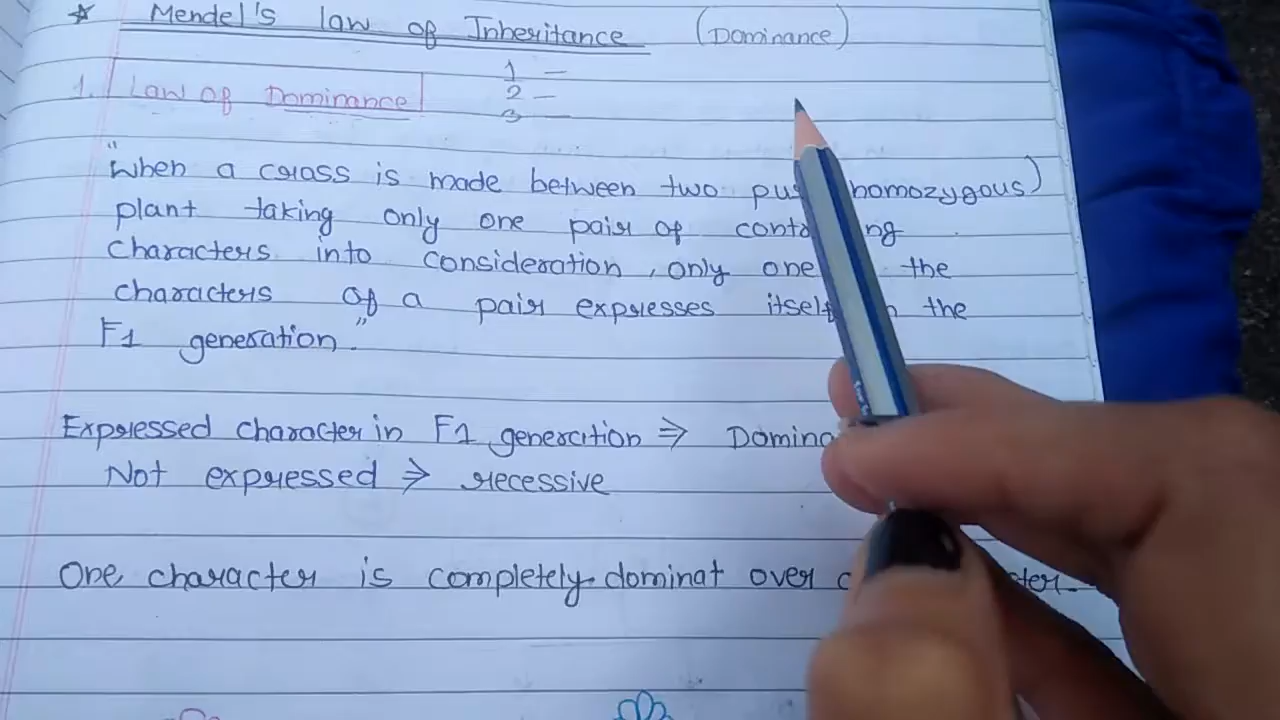 ★ Mendel's law of Inheritance (Dominance)
1. Law of Dominance
1 —
2 —
3 —
"When a cross is made between two homozygous)
plant taking only one pair of
characters into consideration, only one the
characters of a pair expresses itself the
F1 generation."
Expressed character in F1 generation ⇒
Not expressed ⇒ recessive
One character is completely dominat over